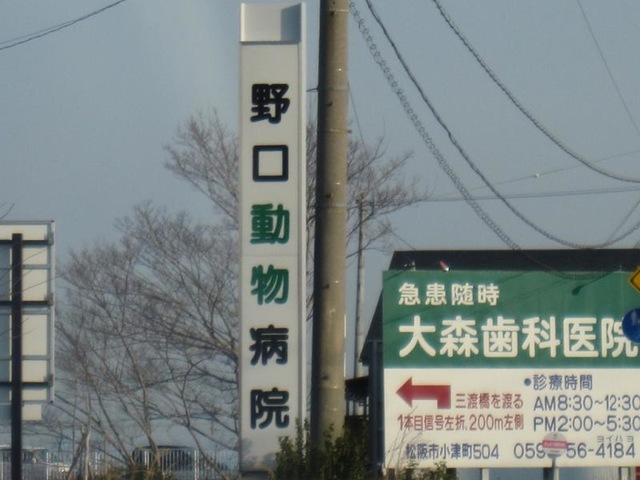 野口動物病院
急患随時
大森歯科医院
三渡橋を渡る
1本目信号左折,200m左側
•診療時間
AM8:30~12:30
PM2:00~5:30
ヨイハヨ
松阪市小津町504 059 56-4184